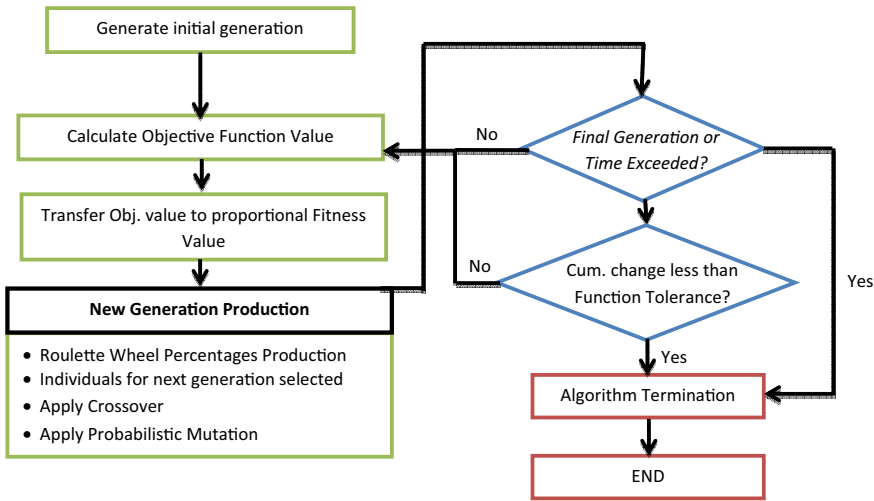 Generate initial generation
Calculate Objective Function Value
Transfer Obj. value to proportional Fitness
Value
New Generation Production
• Roulette Wheel Percentages Production
• Individuals for next generation selected
• Apply Crossover
• Apply Probabilistic Mutation
No
Final Generation or
Time Exceeded?
No
Cum. change less than
Function Tolerance?
Yes
Yes
Algorithm Termination
END